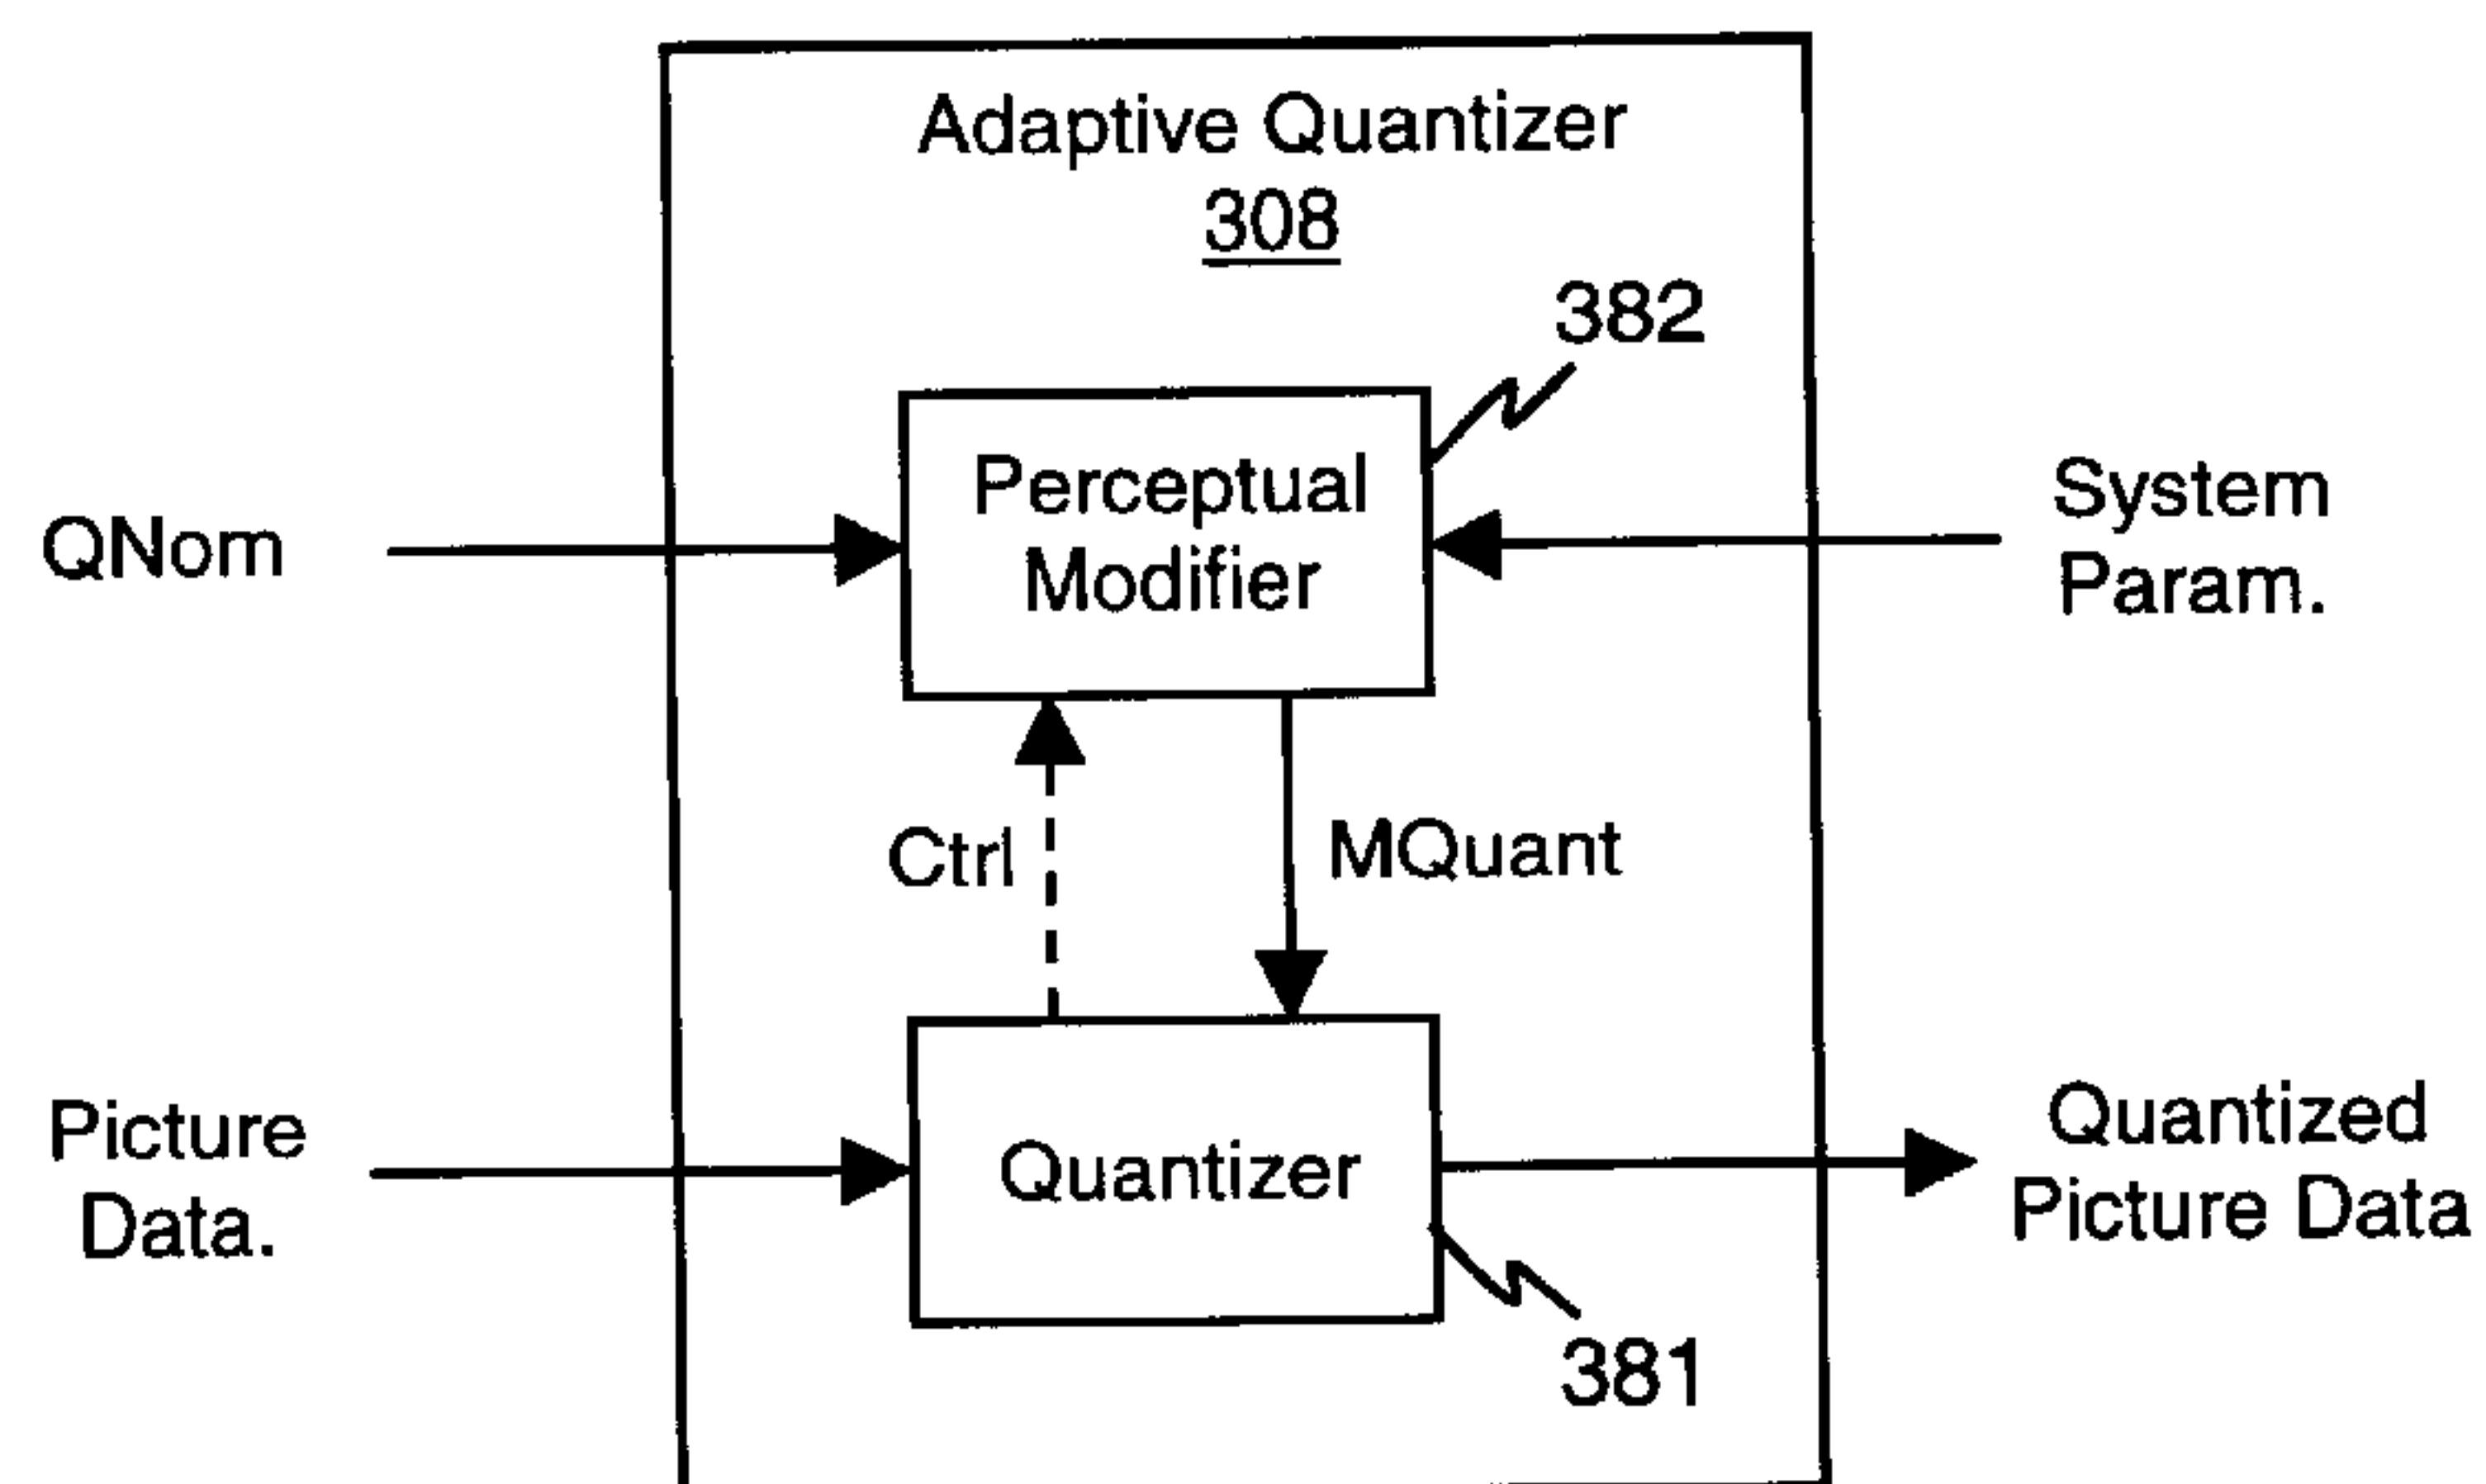 Adaptive Quantizer
308
382
QNom
Perceptual
Modifier
System
Param.
Ctrl
MQuant
Picture
Data.
Quantizer
Quantized
Picture Data
381